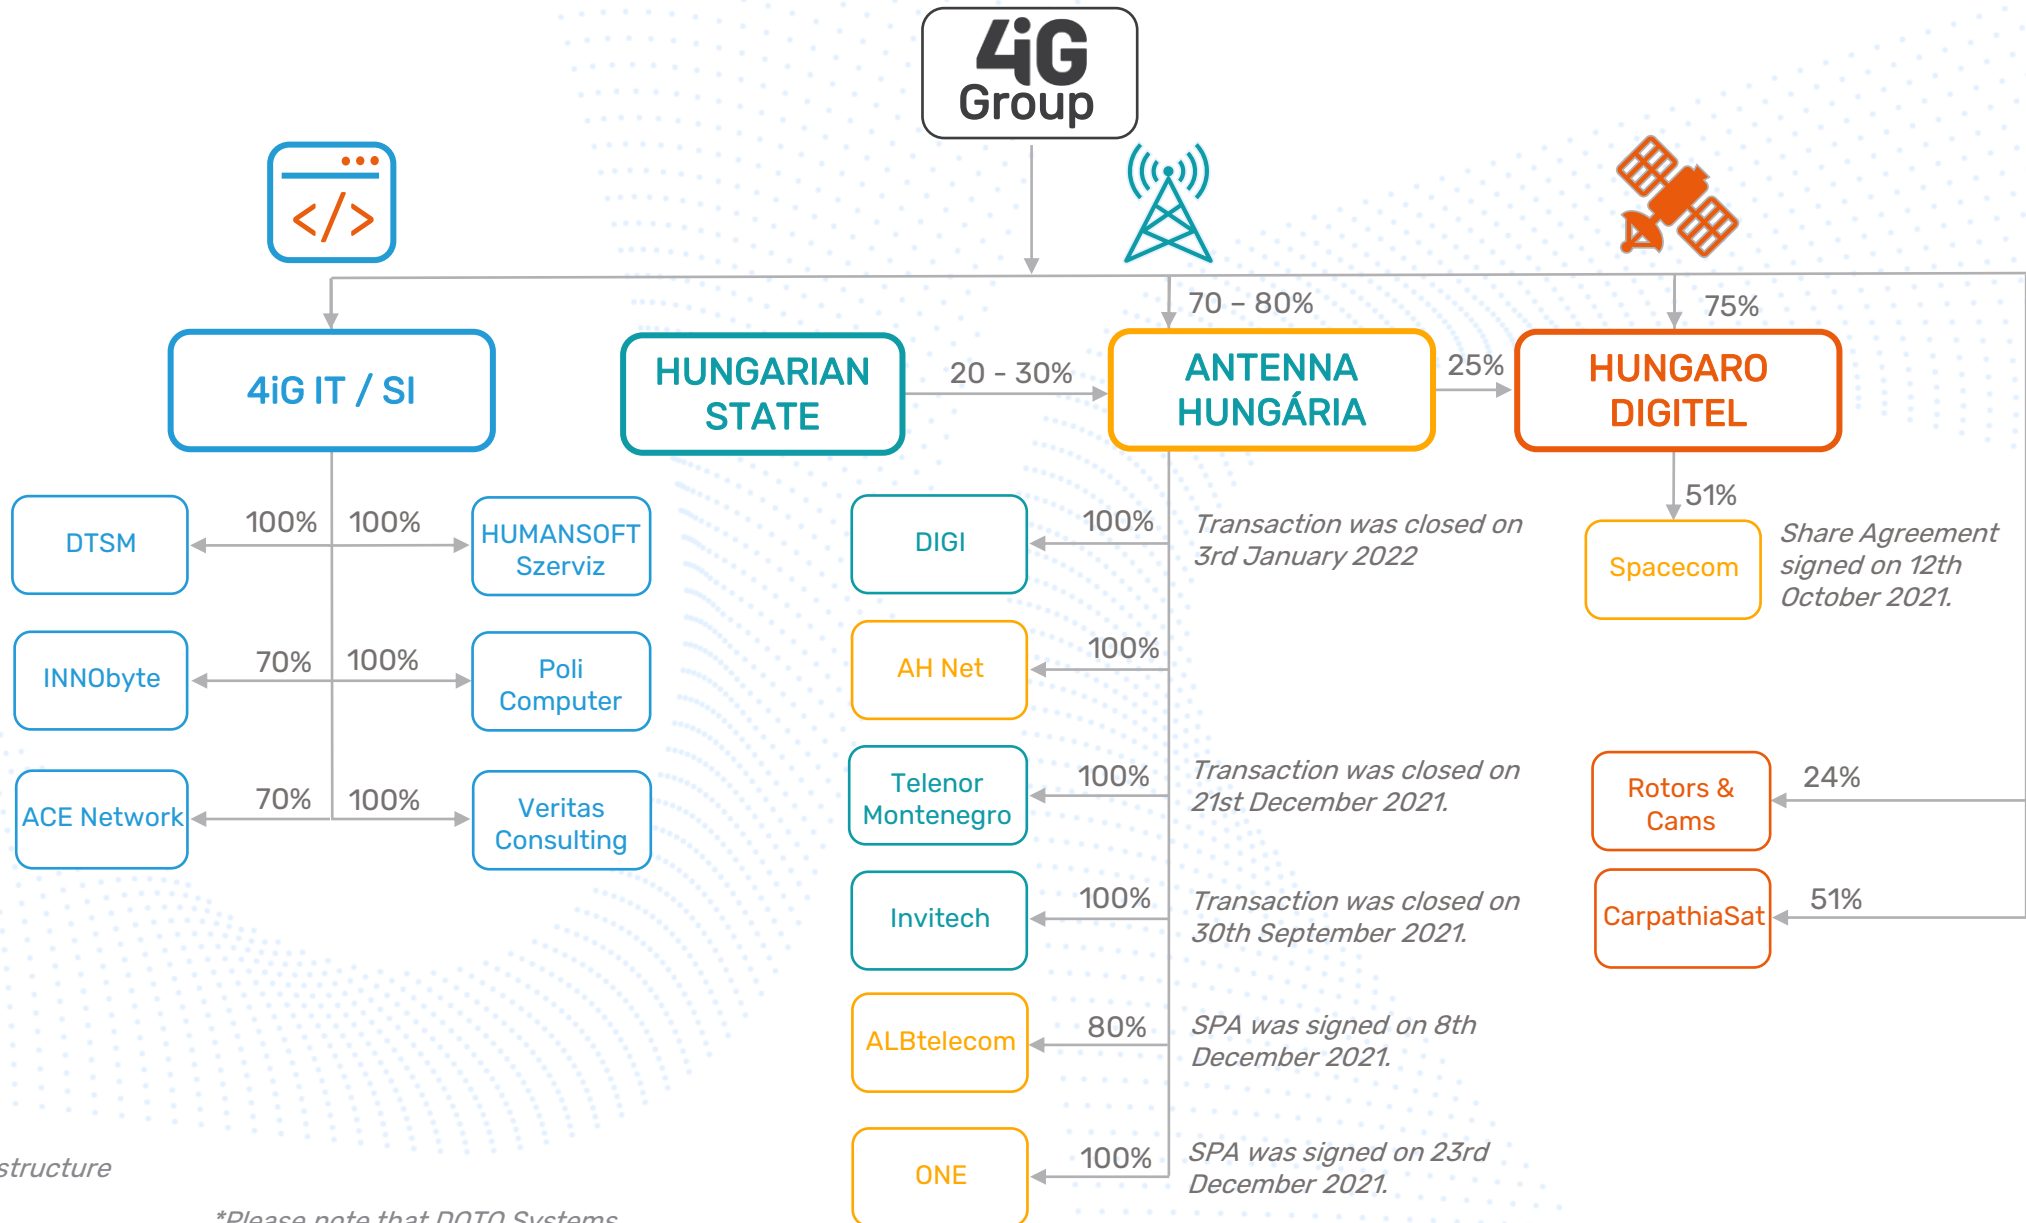 4iG
Group
</>
70 – 80%
75%
4iG IT / SI
HUNGARIAN
STATE
20 - 30%
ANTENNA
HUNGÁRIA
25%
HUNGARO
DIGITEL
51%
DTSM
100%
100%
HUMANSOFT
Szerviz
INNObyte
70%
100%
Poli
Computer
ACE Network
70%
100%
Veritas
Consulting
DIGI
100%
Transaction was closed on
3rd January 2022
AH Net
100%
Telenor
Montenegro
100%
Transaction was closed on
21st December 2021.
Invitech
100%
Transaction was closed on
30th September 2021.
ALBtelecom
80%
SPA was signed on 8th
December 2021.
ONE
100%
SPA was signed on 23rd
December 2021.
Spacecom
Share Agreement
signed on 12th
October 2021.
Rotors &
Cams
24%
CarpathiaSat
51%
structure
*Please note that DOTO Systems